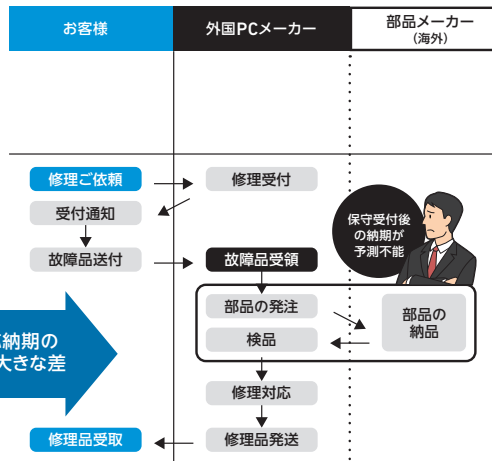 お客様
外国PCメーカー
部品メーカー
（海外）
修理ご依頼
修理受付
受付通知
保守受付後
の納期が
予測不能
故障品送付
故障品受領
部品の発注
部品の
納品
検品
納期の
大きな差
修理対応
修理品受取
修理品発送